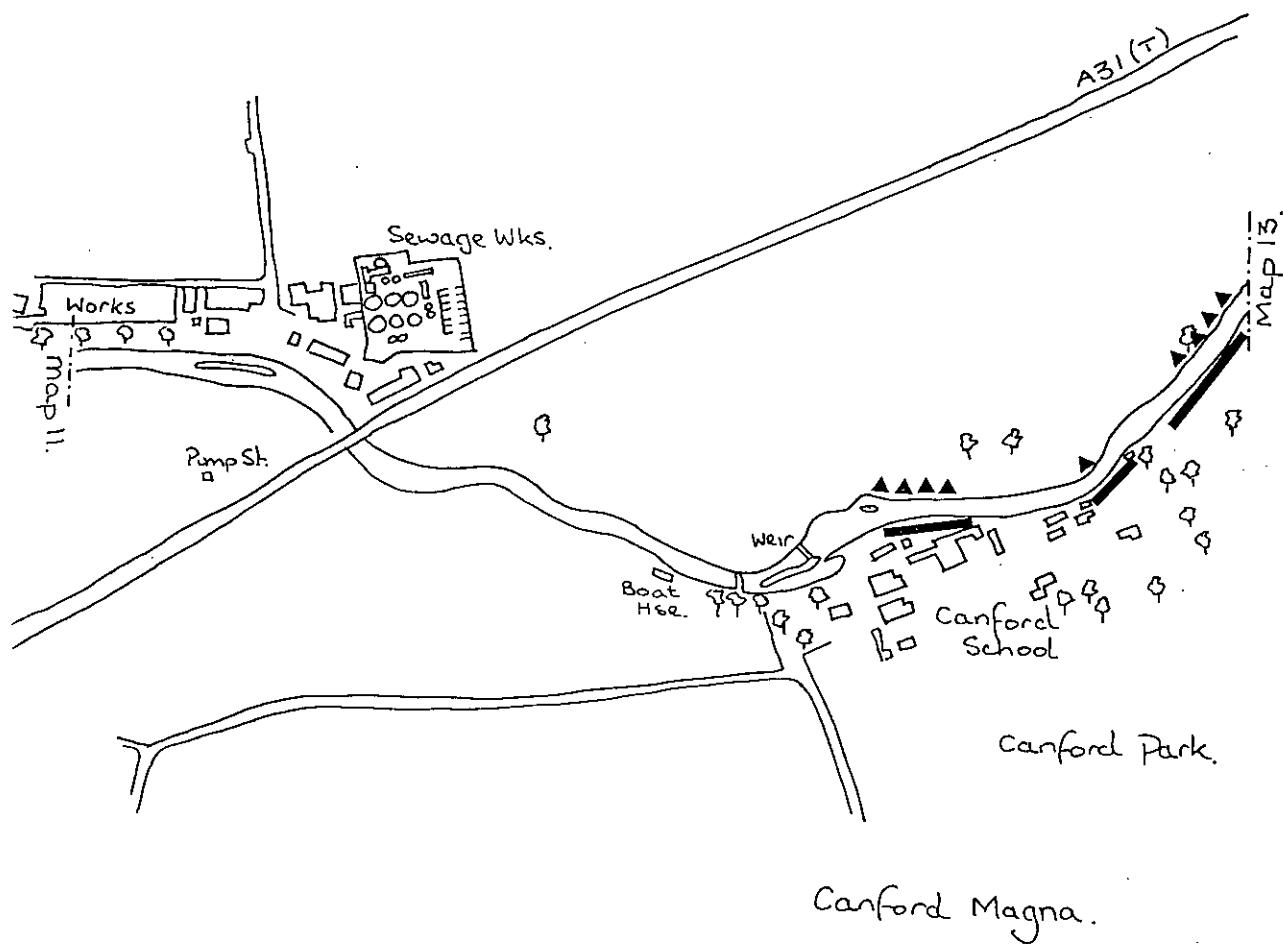 A31(T)
Sewage Wks.
Map 13.
Works
Map 11.
Pump St.
Weir
Boat
Hse.
Canford
School
Canford Park.
Canford Magna.